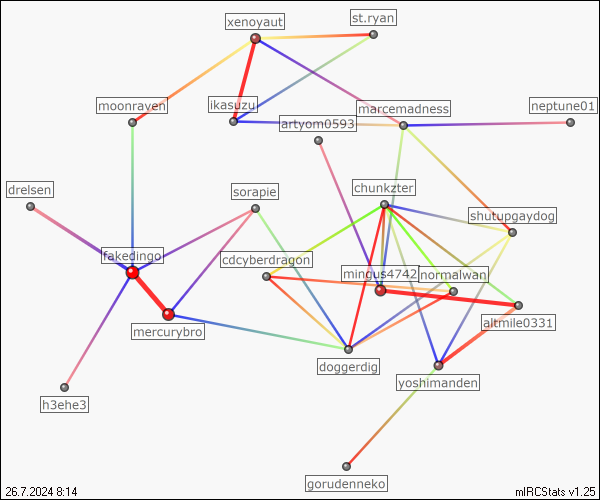 xenoyaut
st.ryan
moonraven
ikasuzu
marcemadness
neptune01
artyom0593
drelsen
sorapie
chunkzter
shutupgaydog
fakedingo
cdcyberdragon
mingus4742
normalwan
mercurybro
altmile0331
doggerdig
yoshimanden
h3ehe3
gorudenneko
26.7.2024 8:14
mIRCStats v1.25